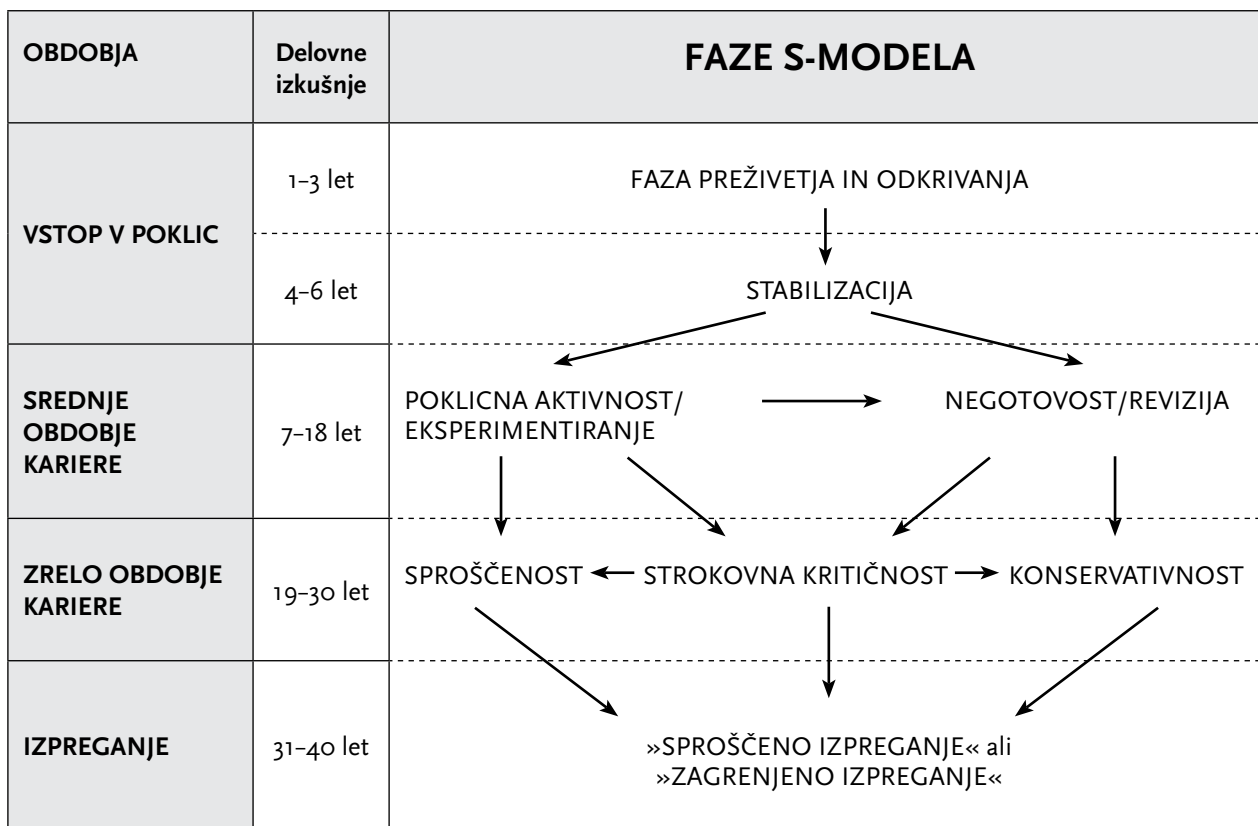 OBDOBJA
Delovne
izkušnje
FAZE S-MODELA
VSTOP V POKLIC
1–3 let
FAZA PREŽIVETJA IN ODKRIVANJA
4–6 let
STABILIZACIJA
SREDNJE
OBDOBJE
KARIERE
7–18 let
POKLICNA AKTIVNOST/
EKSPERIMENTIRANJE
NEGOTOVOST/REVIZIJA
ZRELO OBDOBJE
KARIERE
19–30 let
SPROŠČENOST
STROKOVNA KRITIČNOST
KONSERVATIVNOST
IZPREGANJE
31–40 let
»SPROŠČENO IZPREGANJE« ali
»ZAGRENJENO IZPREGANJE«